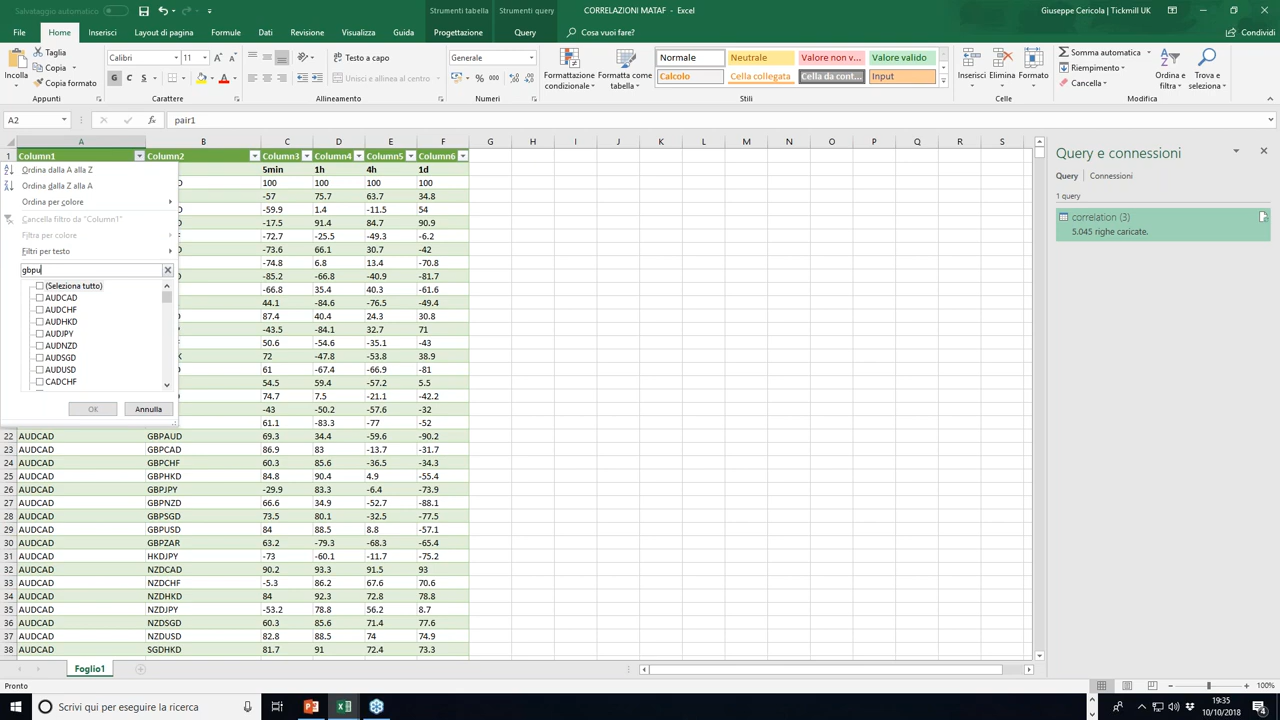 Salvataggio automatico
Strumenti tabella
Strumenti query
CORRELAZIONI MATAF - Excel
Giuseppe Cericola | Tickmill UK
File Home Inserisci Layout di pagina Formule Dati Revisione Visualizza Guida Progettazione Query Cosa vuoi fare? Condividi
Incolla
Taglia
Copia
Copia formato
Appunti
Calibri 11
G C S
Carattere
Testo a capo
Unisci e allinea al centro
Allineamento
Generale
% 000
Numeri
Formattazione condizionale
Formatta come tabella
Normale Neutrale Valore non v... Valore valido
Calcolo Cella collegata Cella da cont... Input
Stili
Inserisci Elimina Formato
Celle
Somma automatica
Riempimento
Cancella
Ordina e filtra
Trova e seleziona
Modifica
A2 fx pair1
A B C D E F G H I J K L M N O P Q R S
1 Column1 Column2 Column3 Column4 Column5 Column6
5min 1h 4h 1d
D 100 100 100 100
-57 75.7 63.7 34.8
D -59.9 1.4 -11.5 54
D -17.5 91.4 84.7 90.9
-72.7 -25.5 -49.3 -6.2
D -73.6 66.1 30.7 -42
-74.8 6.8 13.4 -70.8
D -85.2 -66.8 -40.9 -81.7
-66.8 35.4 40.3 -61.6
44.1 -84.6 -76.5 -49.4
D 87.4 40.4 24.3 30.8
-43.5 -84.1 32.7 71
50.6 -54.6 -35.1 -43
K 72 -47.8 -53.8 38.9
D 61 -67.4 -66.9 -81
54.5 59.4 -57.2 5.5
74.7 7.5 -21.1 -42.2
-43 -50.2 -57.6 -32
61.1 -83.3 -77 -52
Ordina dalla A alla Z
Ordina dalla Z alla A
Ordina per colore
Cancella filtro da "Column1"
Filtra per colore
Filtri per testo
gbpu
(Seleziona tutto)
AUDCAD
AUDCHF
AUDHKD
AUDJPY
AUDNZD
AUDSGD
AUDUSD
CADCHF
OK Annulla
22 AUDCAD GBPAUD 69.3 34.4 -59.6 -90.2
23 AUDCAD GBPCAD 86.9 83 -13.7 -31.7
24 AUDCAD GBPCHF 60.3 85.6 -36.5 -34.3
25 AUDCAD GBPHKD 84.8 90.4 4.9 -55.4
26 AUDCAD GBPJPY -29.9 83.3 -6.4 -73.9
27 AUDCAD GBPNZD 66.6 34.9 -52.7 -88.1
28 AUDCAD GBPSGD 73.5 80.1 -32.5 -77.5
29 AUDCAD GBPUSD 84 88.5 8.8 -57.1
30 AUDCAD GBPZAR 63.2 -79.3 -68.3 -65.4
31 AUDCAD HKDJPY -73 -60.1 -11.7 -75.2
32 AUDCAD NZDCAD 90.2 93.3 91.5 93
33 AUDCAD NZDCHF -5.3 86.2 67.6 70.6
34 AUDCAD NZDHKD 84 92.3 72.8 78.8
35 AUDCAD NZDJPY -53.2 78.8 56.2 8.7
36 AUDCAD NZDSGD 60.3 85.6 71.4 77.6
37 AUDCAD NZDUSD 82.8 88.5 74 74.9
38 AUDCAD SGDHKD 81.7 91 72.4 73.3
Query e connessioni
Query Connessioni
1 query
correlation (3)
5.045 righe caricate.
Foglio1
Pronto
100%
Scrivi qui per eseguire la ricerca
19:35
10/10/2018
4